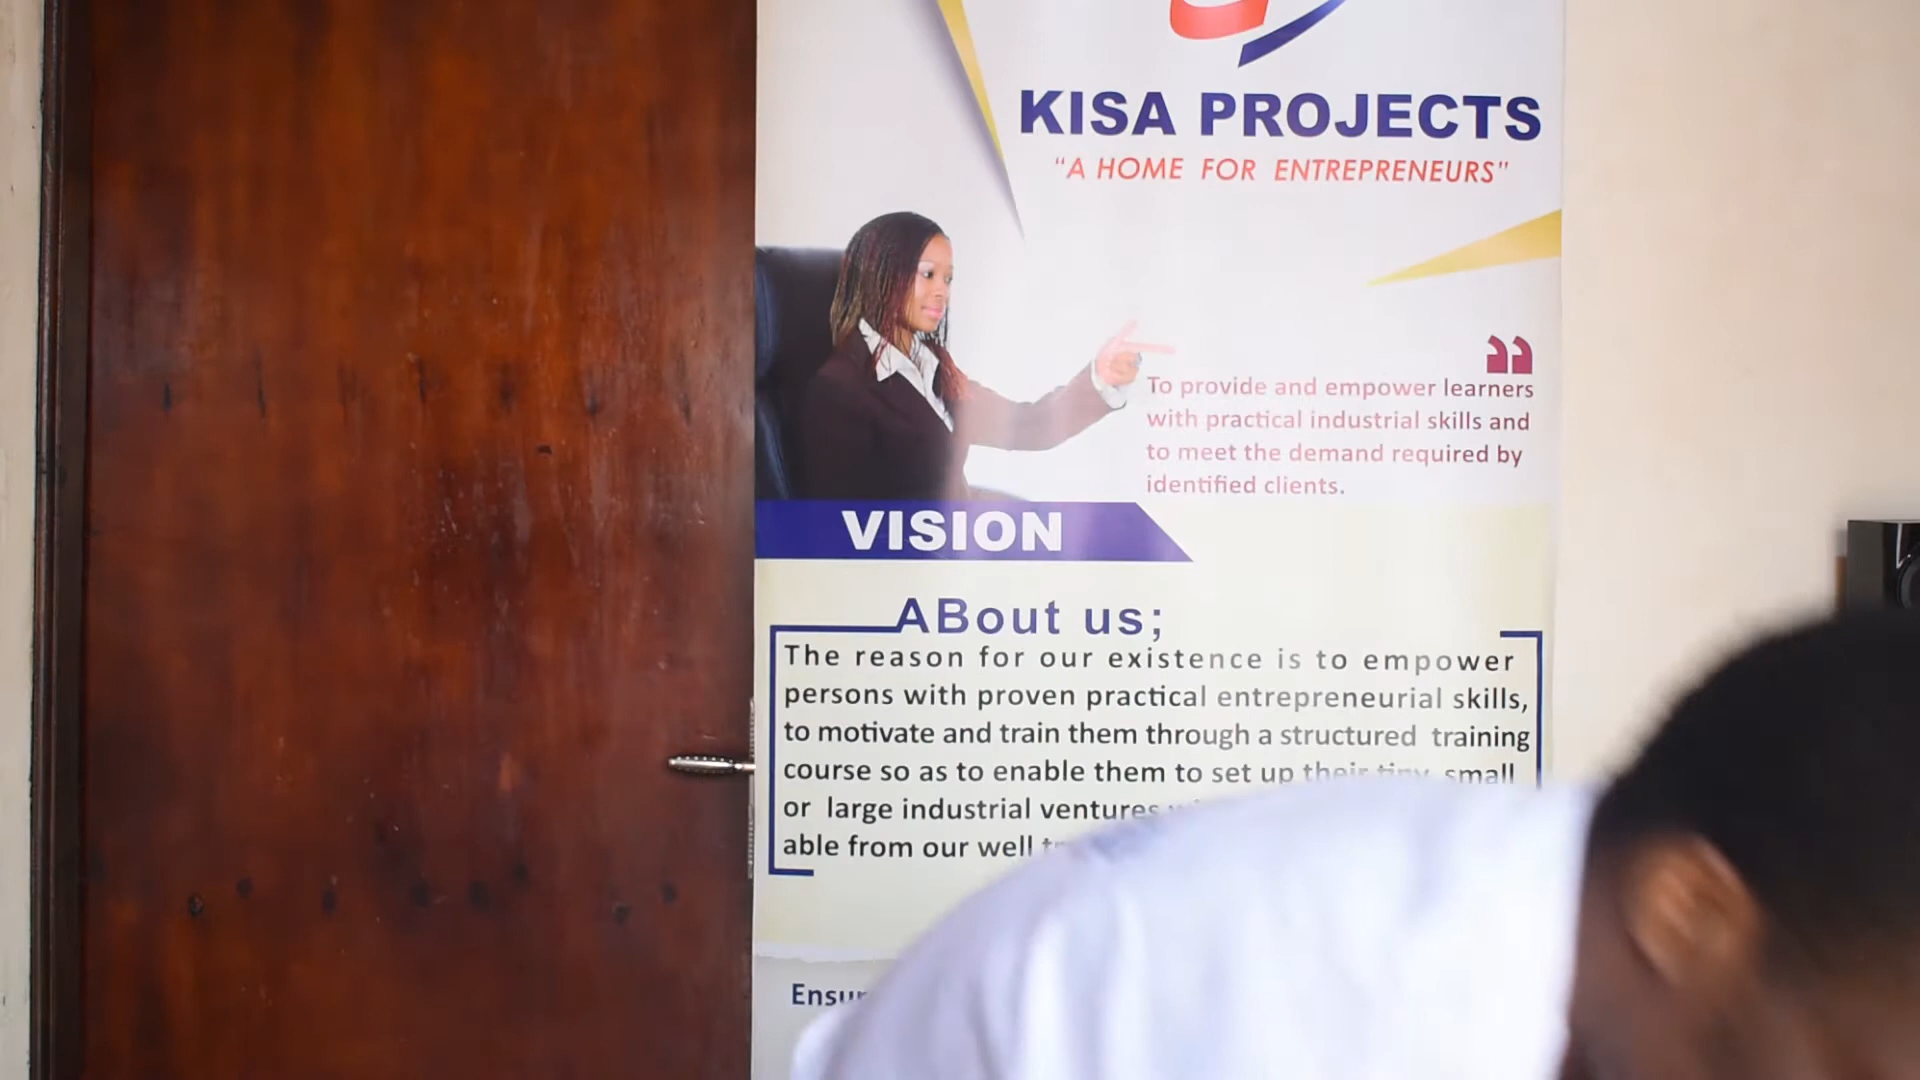 KISA PROJECTS
"A HOME FOR ENTREPRENEURS"
To provide and empower learners
with practical industrial skills and
to meet the demand required by
identified clients.
VISION
ABout us;
The reason for our existence is to empower
persons with proven practical entrepreneurial skills,
to motivate and train them through a structured training
course so as to enable them to set up their tiny small
or large industrial ventures
able from our well